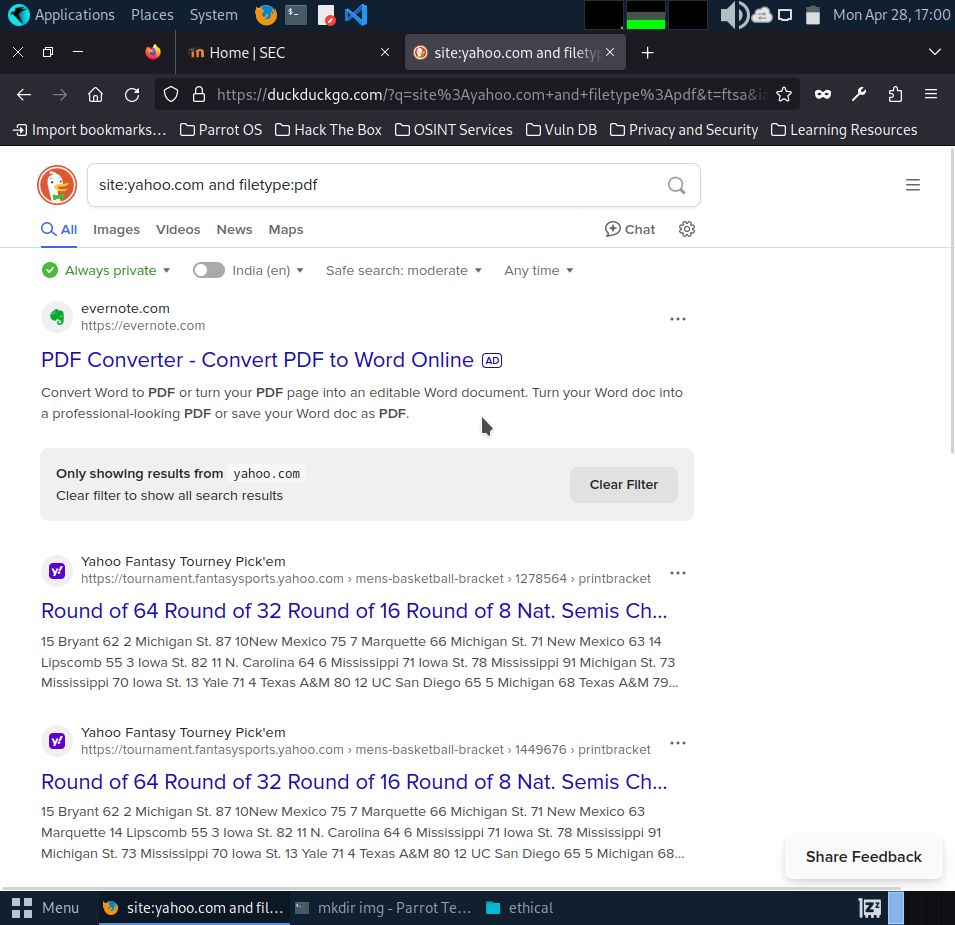 Applications Places System Mon Apr 28, 17:00
Home | SEC site:yahoo.com and filetyp
https://duckduckgo.com/?q=site%3Ayahoo.com+and+filetype%3Apdf&t=ftsa&ia
Import bookmarks… Parrot OS Hack The Box OSINT Services Vuln DB Privacy and Security Learning Resources
site:yahoo.com and filetype:pdf
All Images Videos News Maps Chat
Always private India (en) Safe search: moderate Any time
evernote.com
https://evernote.com
PDF Converter - Convert PDF to Word Online AD
Convert Word to PDF or turn your PDF page into an editable Word document. Turn your Word doc into
a professional-looking PDF or save your Word doc as PDF.
Only showing results from yahoo.com
Clear filter to show all search results
Clear Filter
Yahoo Fantasy Tourney Pick'em
https://tournament.fantasysports.yahoo.com › mens-basketball-bracket › 1278564 › printbracket
Round of 64 Round of 32 Round of 16 Round of 8 Nat. Semis Ch...
15 Bryant 62 2 Michigan St. 87 10New Mexico 75 7 Marquette 66 Michigan St. 71 New Mexico 63 14
Lipscomb 55 3 Iowa St. 82 11 N. Carolina 64 6 Mississippi 71 Iowa St. 78 Mississippi 91 Michigan St. 73
Mississippi 70 Iowa St. 13 Yale 71 4 Texas A&M 80 12 UC San Diego 65 5 Michigan 68 Texas A&M 79...
Yahoo Fantasy Tourney Pick'em
https://tournament.fantasysports.yahoo.com › mens-basketball-bracket › 1449676 › printbracket
Round of 64 Round of 32 Round of 16 Round of 8 Nat. Semis Ch...
15 Bryant 62 2 Michigan St. 87 10New Mexico 75 7 Marquette 66 Michigan St. 71 New Mexico 63
Marquette 14 Lipscomb 55 3 Iowa St. 82 11 N. Carolina 64 6 Mississippi 71 Iowa St. 78 Mississippi 91
Michigan St. 73 Mississippi 70 Iowa St. 13 Yale 71 4 Texas A&M 80 12 UC San Diego 65 5 Michigan 68...
Share Feedback
Menu site:yahoo.com and fil… mkdir img - Parrot Te… ethical